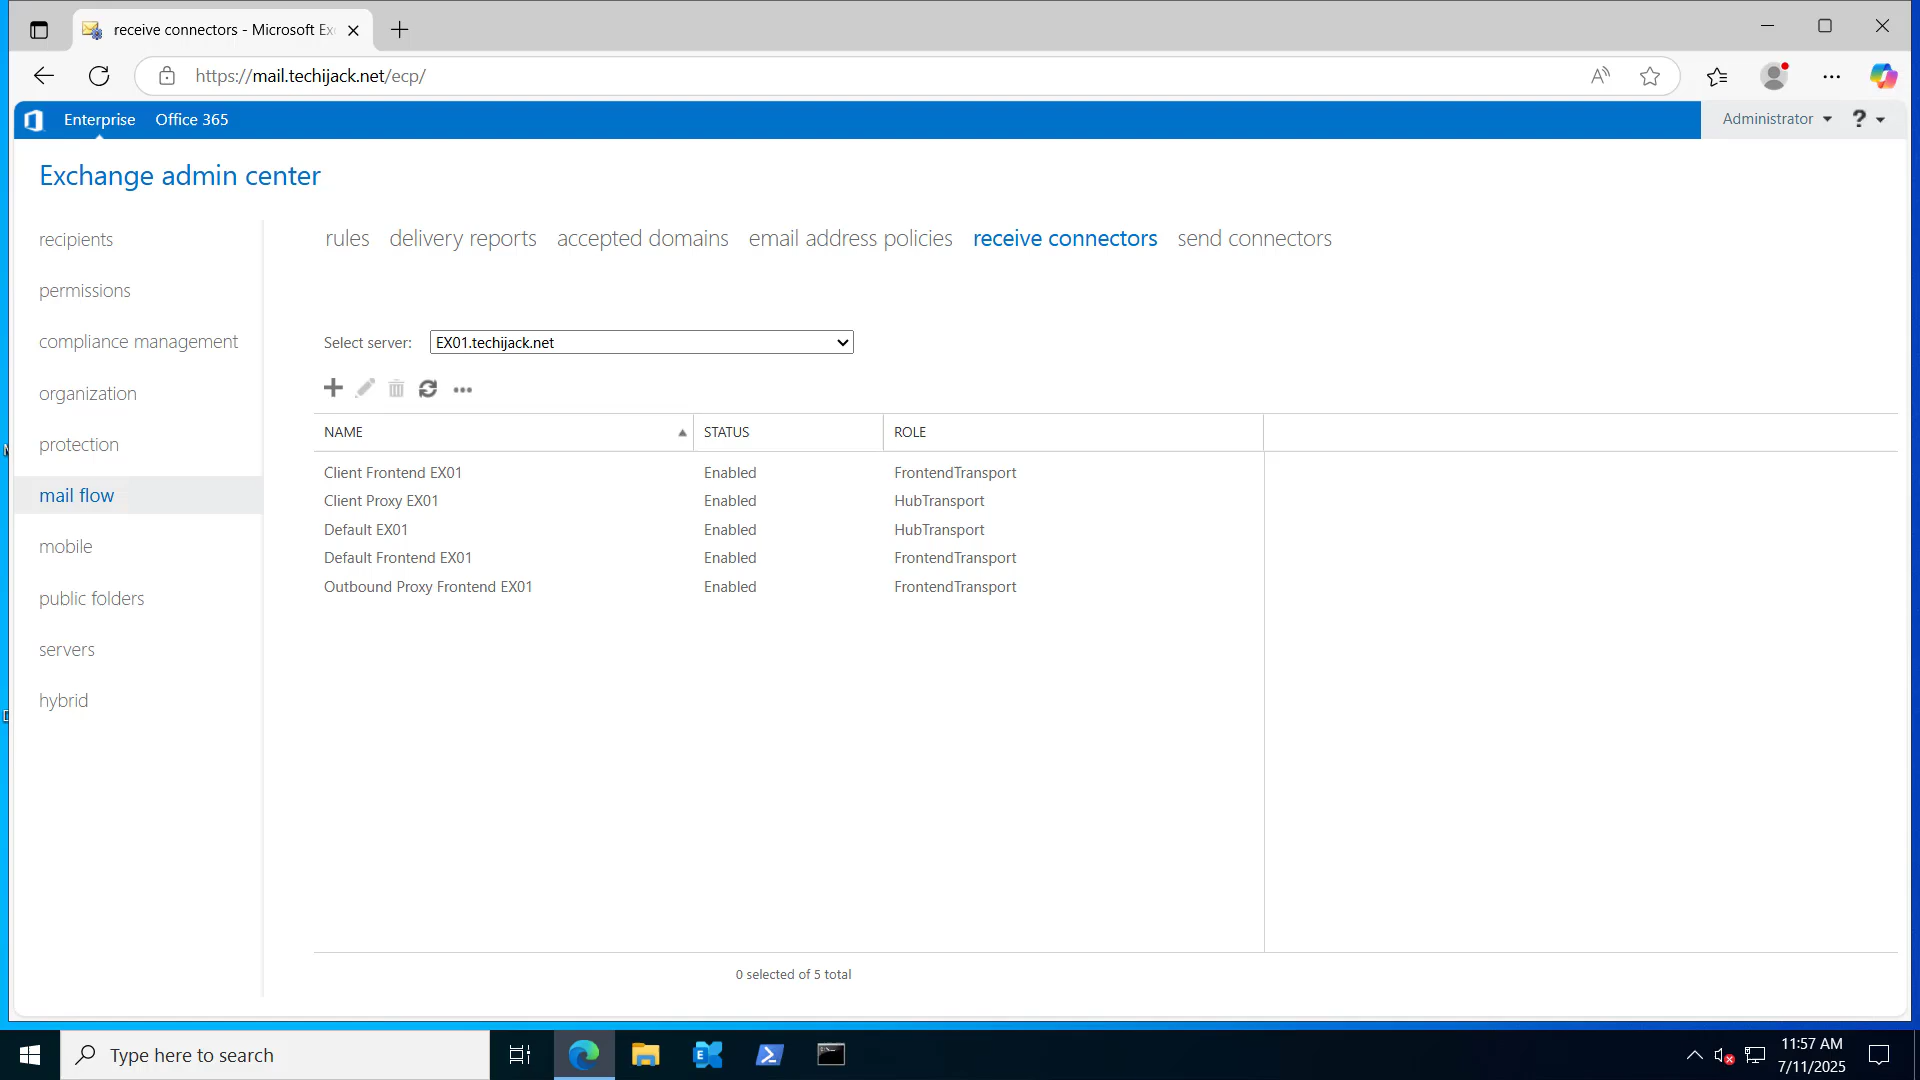 receive connectors - Microsoft Ex
https://mail.techijack.net/ecp/
Enterprise Office 365
Administrator ?
Exchange admin center
recipients
permissions
compliance management
organization
protection
mail flow
mobile
public folders
servers
hybrid
rules delivery reports accepted domains email address policies receive connectors send connectors
Select server: EX01.techijack.net
NAME STATUS ROLE
Client Frontend EX01 Enabled FrontendTransport
Client Proxy EX01 Enabled HubTransport
Default EX01 Enabled HubTransport
Default Frontend EX01 Enabled FrontendTransport
Outbound Proxy Frontend EX01 Enabled FrontendTransport
0 selected of 5 total
Type here to search
11:57 AM
7/11/2025